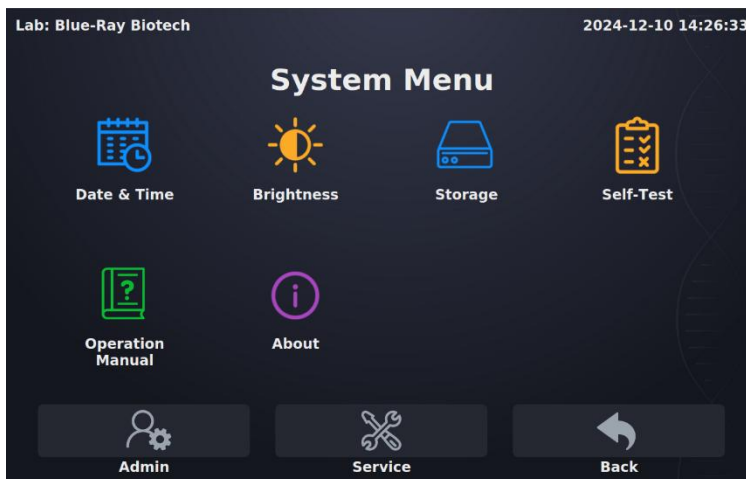 Lab: Blue-Ray Biotech 2024-12-10 14:26:33
System Menu
Date & Time Brightness Storage Self-Test
?
i
Operation
Manual
About
Admin Service Back